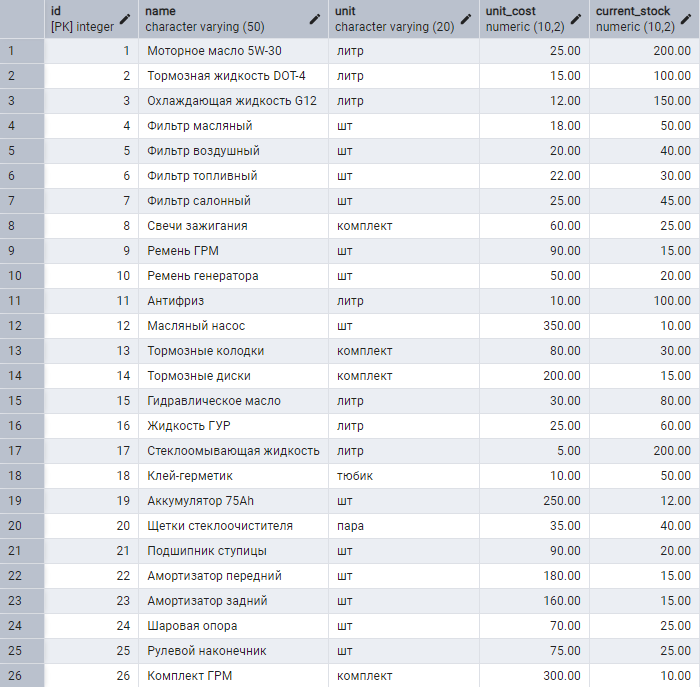 id name unit unit_cost current_stock
[PK] integer character varying (50) character varying (20) numeric (10,2) numeric (10,2)
1 1 Моторное масло 5W-30 литр 25.00 200.00
2 2 Тормозная жидкость DOT-4 литр 15.00 100.00
3 3 Охлаждающая жидкость G12 литр 12.00 150.00
4 4 Фильтр масляный шт 18.00 50.00
5 5 Фильтр воздушный шт 20.00 40.00
6 6 Фильтр топливный шт 22.00 30.00
7 7 Фильтр салонный шт 25.00 45.00
8 8 Свечи зажигания комплект 60.00 25.00
9 9 Ремень ГРМ шт 90.00 15.00
10 10 Ремень генератора шт 50.00 20.00
11 11 Антифриз литр 10.00 100.00
12 12 Масляный насос шт 350.00 10.00
13 13 Тормозные колодки комплект 80.00 30.00
14 14 Тормозные диски комплект 200.00 15.00
15 15 Гидравлическое масло литр 30.00 80.00
16 16 Жидкость ГУР литр 25.00 60.00
17 17 Стеклоомывающая жидкость литр 5.00 200.00
18 18 Клей-герметик тюбик 10.00 50.00
19 19 Аккумулятор 75Ah шт 250.00 12.00
20 20 Щетки стеклоочистителя пара 35.00 40.00
21 21 Подшипник ступицы шт 90.00 20.00
22 22 Амортизатор передний шт 180.00 15.00
23 23 Амортизатор задний шт 160.00 15.00
24 24 Шаровая опора шт 70.00 25.00
25 25 Рулевой наконечник шт 75.00 25.00
26 26 Комплект ГРМ комплект 300.00 10.00